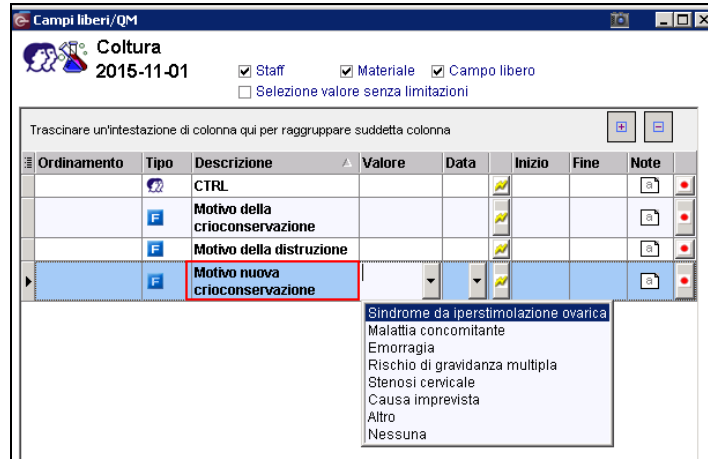 Campi liberi/QM
Coltura
2015-11-01
Staff Materiale Campo libero
Selezione valore senza limitazioni
Trascinare un'intestazione di colonna qui per raggruppare suddetta colonna
Ordinamento Tipo Descrizione Valore Data Inizio Fine Note
CTRL a
F Motivo della
crioconservazione a
F Motivo della distruzione a
F Motivo nuova
crioconservazione a
Sindrome da iperstimolazione ovarica
Malattia concomitante
Emorragia
Rischio di gravidanza multipla
Stenosi cervicale
Causa imprevista
Altro
Nessuna